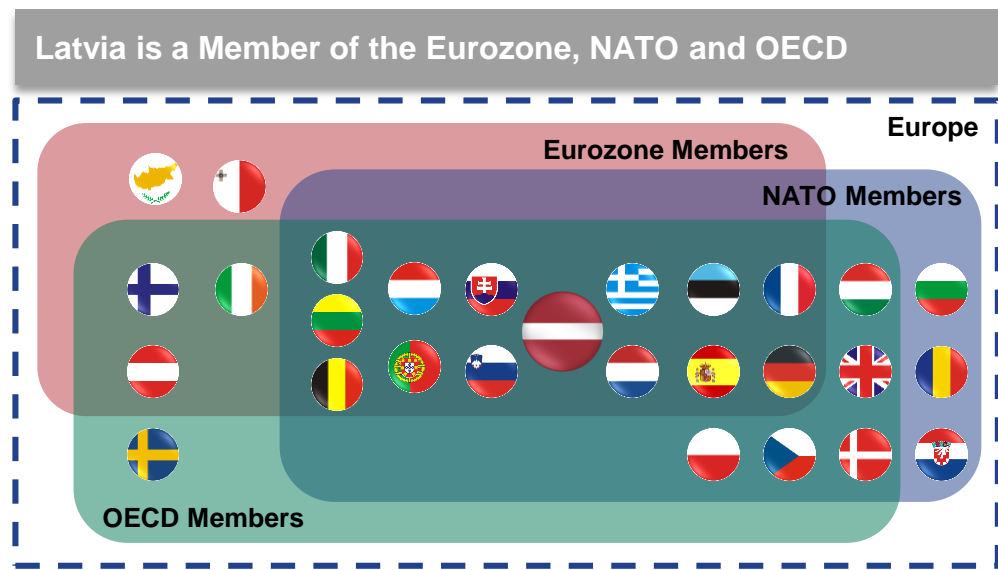 Latvia is a Member of the Eurozone, NATO and OECD
Europe
Eurozone Members
NATO Members
OECD Members